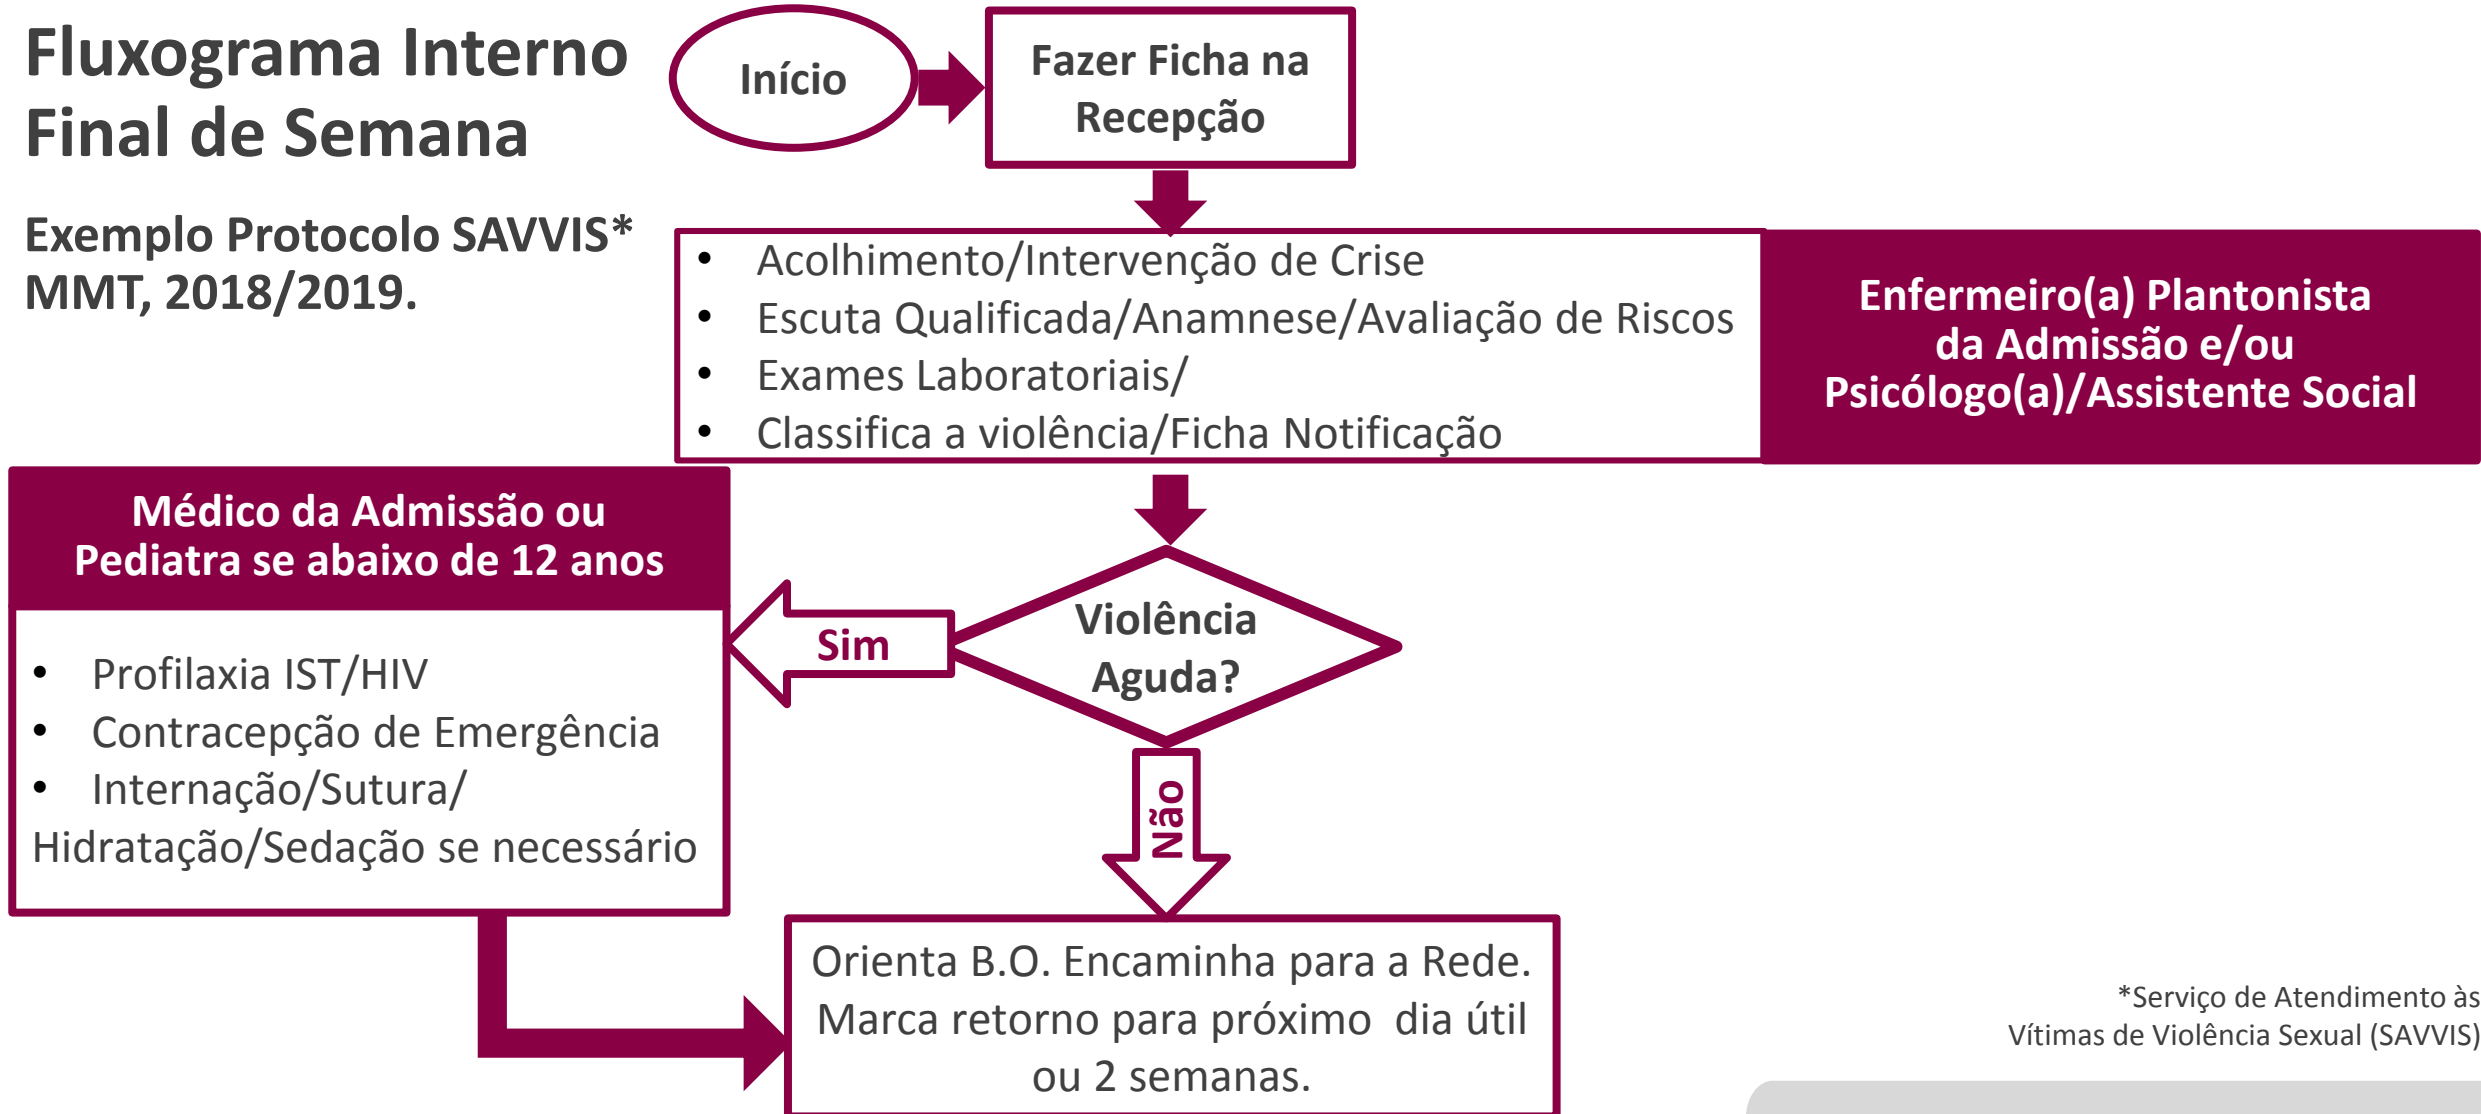 Fluxograma Interno
Final de Semana
Exemplo Protocolo SAVVIS*
MMT, 2018/2019.
Início
Fazer Ficha na
Recepção
• Acolhimento/Intervenção de Crise
• Escuta Qualificada/Anamnese/Avaliação de Riscos
• Exames Laboratoriais/
• Classifica a violência/Ficha Notificação
Enfermeiro(a) Plantonista
da Admissão e/ou
Psicólogo(a)/Assistente Social
Médico da Admissão ou
Pediatra se abaixo de 12 anos
• Profilaxia IST/HIV
• Contracepção de Emergência
• Internação/Sutura/
Hidratação/Sedação se necessário
Sim
Violência
Aguda?
Não
Orienta B.O. Encaminha para a Rede.
Marca retorno para próximo dia útil
ou 2 semanas.
*Serviço de Atendimento às
Vítimas de Violência Sexual (SAVVIS)